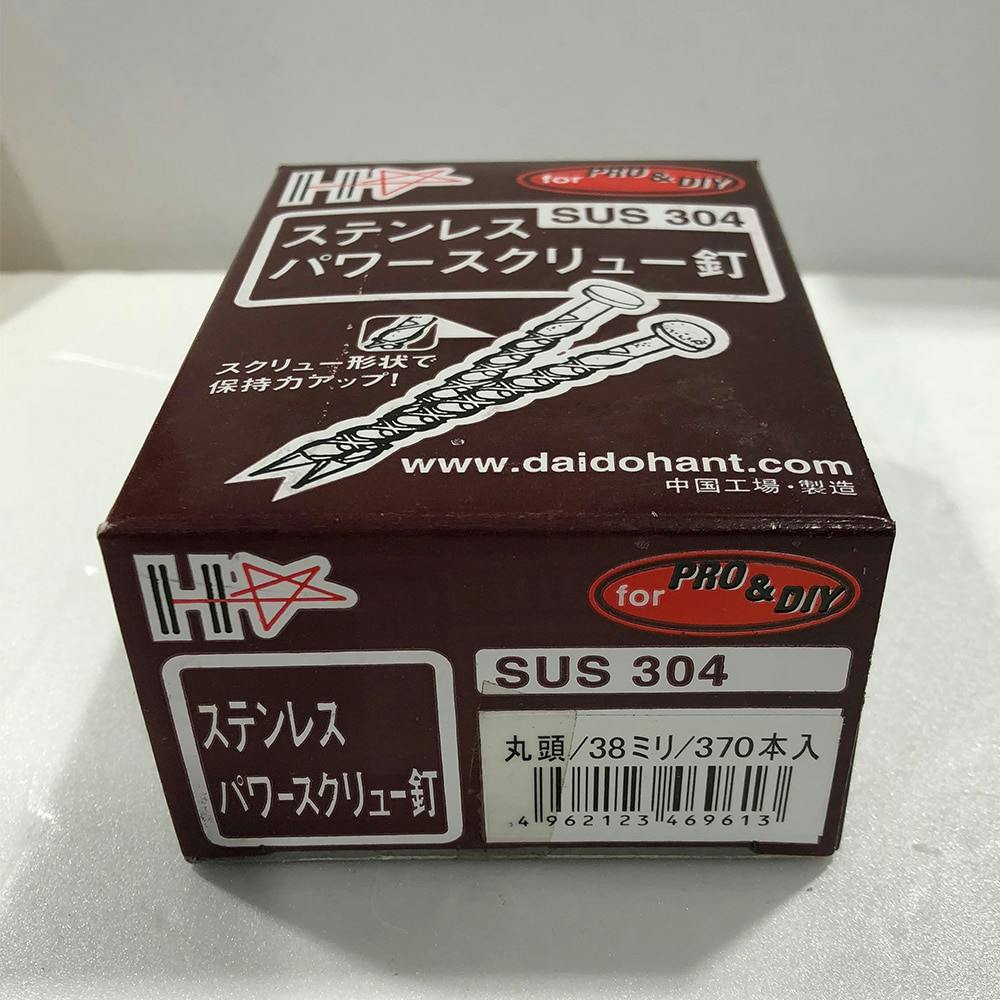 for PRO & DIY
SUS 304
ステンレス
パワースクリュー釘
スクリュー形状で
保持力アップ!
www.daidohant.com
中国工場・製造
for PRO & DIY
SUS 304
ステンレス
パワースクリュー釘
丸頭/38ミリ/370本入
4 962123 469613